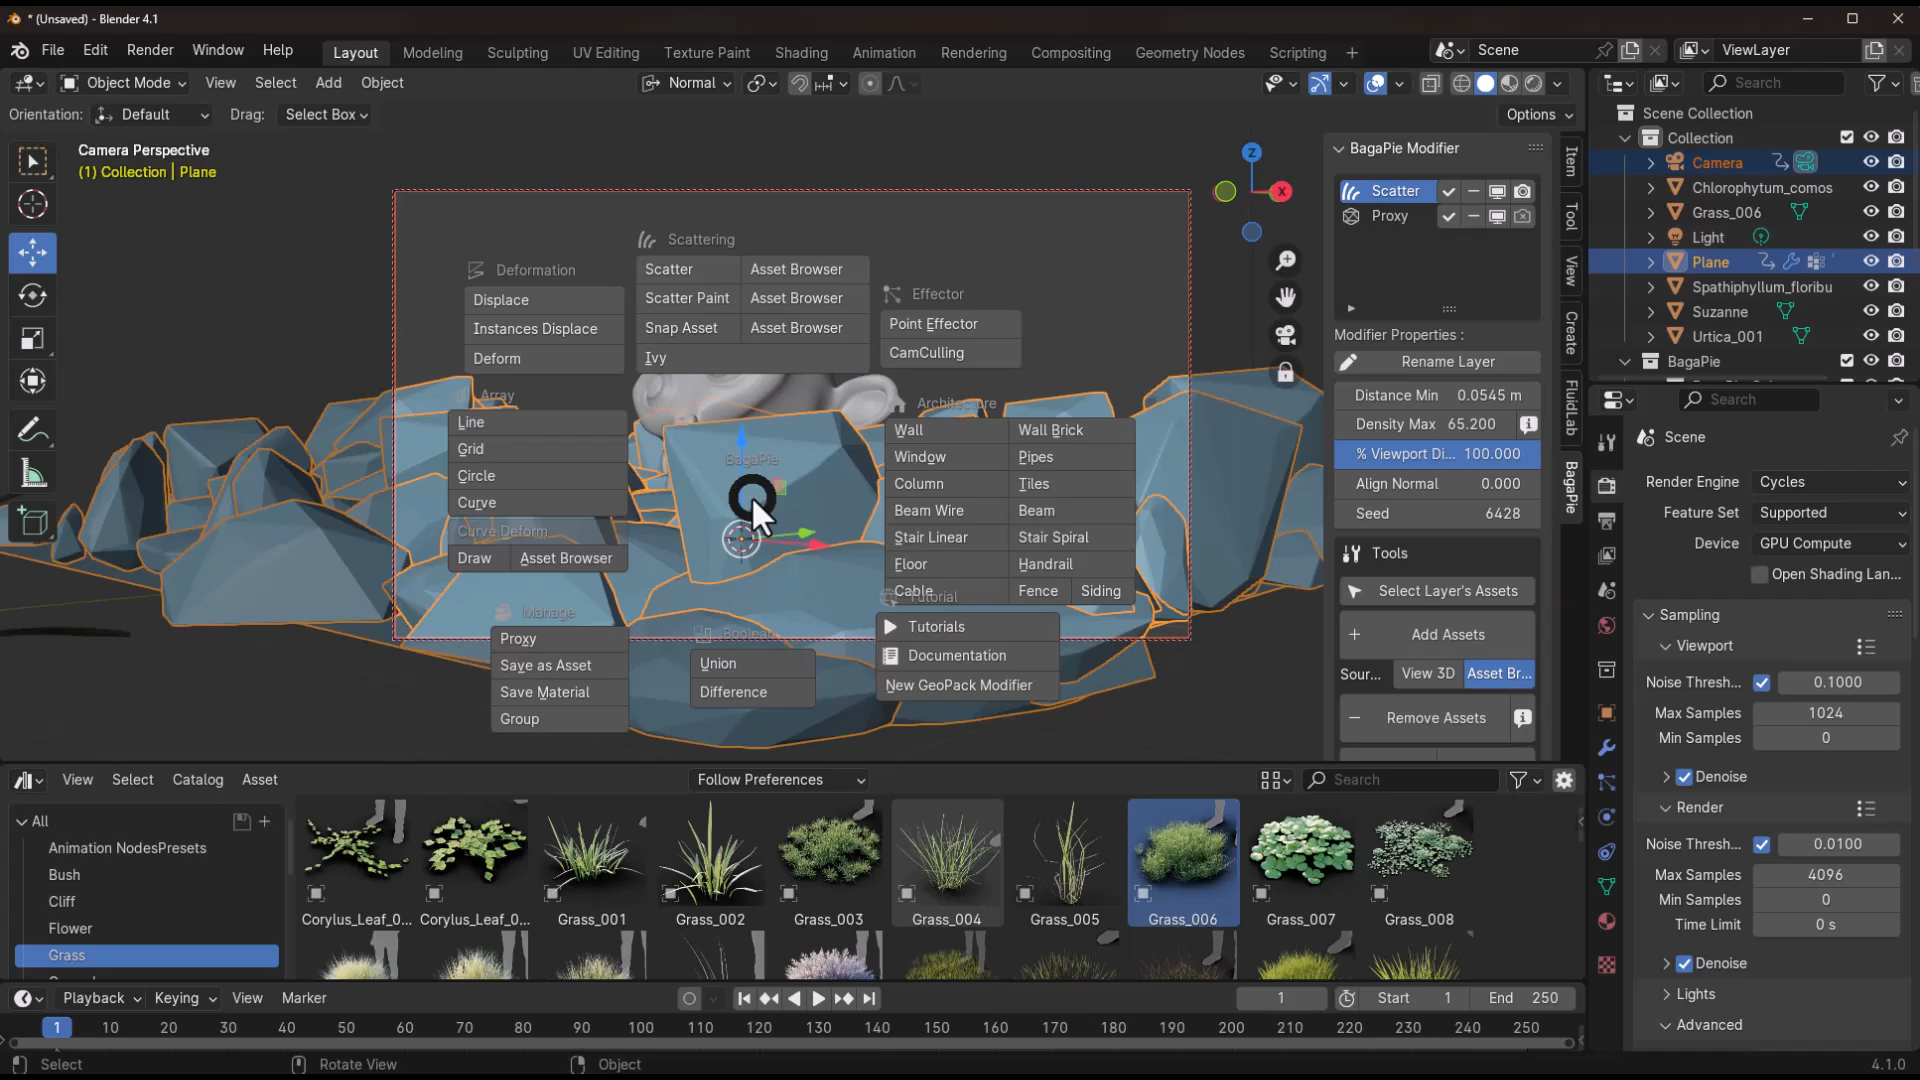 * (Unsaved) - Blender 4.1
File Edit Render Window Help
Layout Modeling Sculpting UV Editing Texture Paint Shading Animation Rendering Compositing Geometry Nodes Scripting +
Scene
ViewLayer
Object Mode View Select Add Object
Normal
Search
Orientation: Default Drag: Select Box
Options
Camera Perspective
(1) Collection | Plane
Z
X
Scattering
Scatter Asset Browser
Scatter Paint Asset Browser
Snap Asset Asset Browser
Ivy
Deformation
Displace
Instances Displace
Deform
Effector
Point Effector
CamCulling
Array
Line
Grid
Circle
Curve
Curve Deform
Draw Asset Browser
BagaPie
Architecture
Wall Wall Brick
Window Pipes
Column Tiles
Beam Wire Beam
Stair Linear Stair Spiral
Floor Handrail
Cable Fence Siding
Manage
Proxy
Save as Asset
Save Material
Group
Boolean
Union
Difference
Tutorial
Tutorials
Documentation
New GeoPack Modifier
BagaPie Modifier
Scatter
Proxy
Modifier Properties :
Rename Layer
Distance Min 0.0545 m
Density Max 65.200
% Viewport Di... 100.000
Align Normal 0.000
Seed 6428
Tools
Select Layer's Assets
+ Add Assets
Sour... View 3D Asset Br...
Remove Assets
Item
Tool
View
Create
FluidLab
BagaPie
Scene Collection
Collection
Camera
Chlorophytum_comos
Grass_006
Light
Plane
Spathiphyllum_floribu
Suzanne
Urtica_001
BagaPie
Search
Scene
Render Engine Cycles
Feature Set Supported
Device GPU Compute
Open Shading Lan...
Sampling
Viewport
Noise Thresh... 0.1000
Max Samples 1024
Min Samples 0
Denoise
Render
Noise Thresh... 0.0100
Max Samples 4096
Min Samples 0
Time Limit 0 s
Denoise
Lights
Advanced
View Select Catalog Asset
Follow Preferences
Search
All
Animation NodesPresets
Bush
Cliff
Flower
Grass
Corylus_Leaf_0... Corylus_Leaf_0... Grass_001 Grass_002 Grass_003 Grass_004 Grass_005 Grass_006 Grass_007 Grass_008
Playback Keying View Marker
1 Start 1 End 250
1 10 20 30 40 50 60 70 80 90 100 110 120 130 140 150 160 170 180 190 200 210 220 230 240 250
Select Rotate View Object
4.1.0